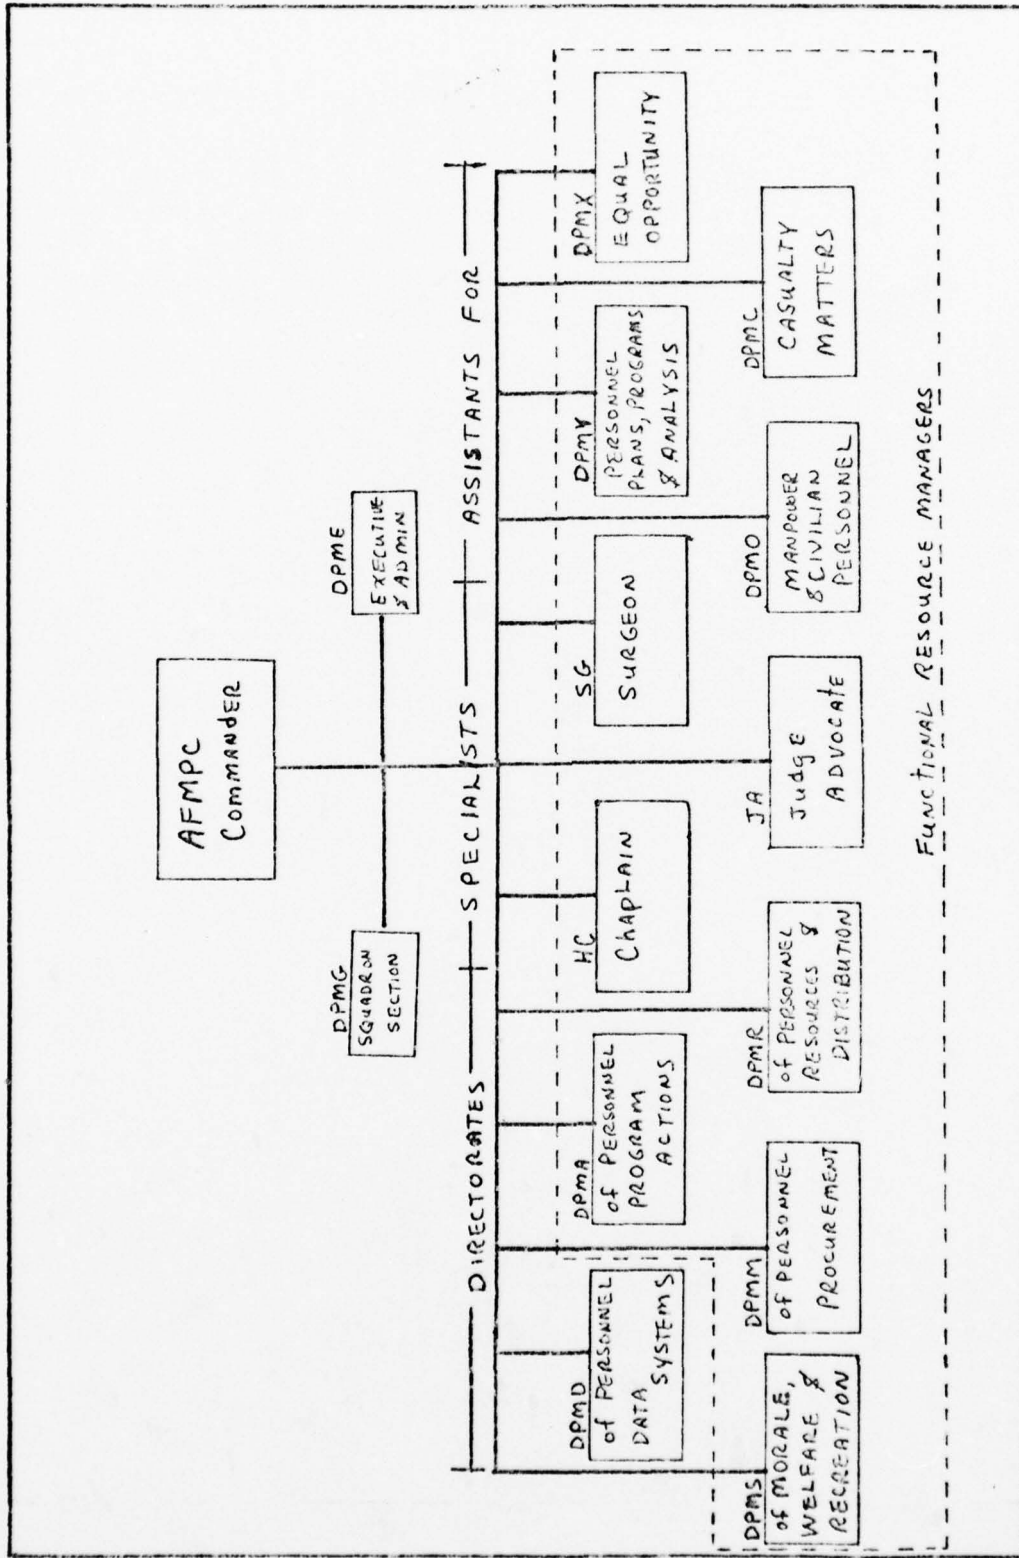 AFMPC
Commander
DPMG
SQUADRON
SECTION
DPME
EXECUTIVE
& ADMIN
DIRECTORATES
SPECIALISTS
ASSISTANTS FOR
DPMD
of PERSONNEL
DATA
SYSTEMS
DPMA
of PERSONNEL
PROGRAM
ACTIONS
HC
ChAPLAIN
SG
SURGEON
DPMY
PERSONNEL
PLANS, PROGRAMS
& ANALYSIS
DPMX
EQUAL
OPPORTUNITY
DPMS
of MORALE,
WELFARE &
RECREATION
DPMM
of PERSONNEL
PROCUREMENT
DPMR
of PERSONNEL
RESOURCES &
DISTRIBUTION
JA
Judge
ADVOCATE
DPMO
MANPOWER
& CIVILIAN
PERSONNEL
DPMC
CASUALTY
MATTERS
FUNCTIONAL RESOURCE MANAGERS